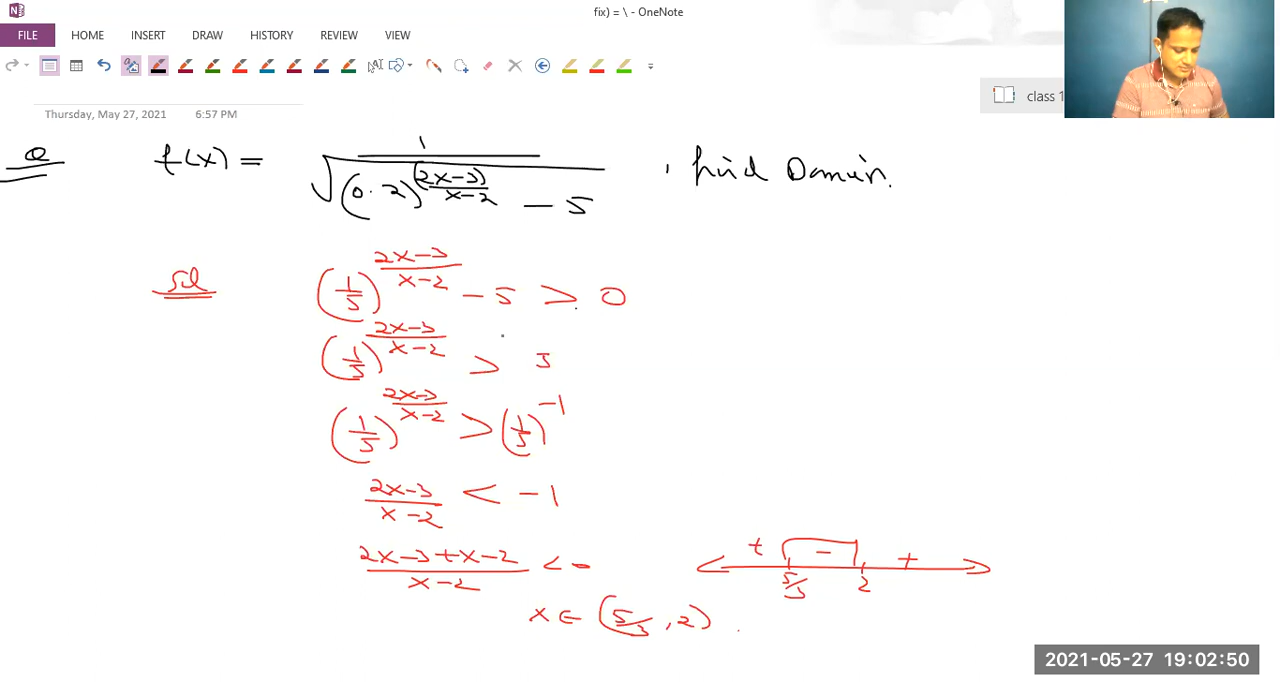 f(x) = \ - OneNote
FILE HOME INSERT DRAW HISTORY REVIEW VIEW
class 1
Thursday, May 27, 2021 6:57 PM
Q f(x) = 1/√((0.2)^((2x-3)/(x-2)) - 5) , find Domain.
Sol (1/5)^((2x-3)/(x-2)) - 5 > 0
(1/5)^((2x-3)/(x-2)) > 5
(1/5)^((2x-3)/(x-2)) > (1/5)^-1
(2x-3)/(x-2) < -1
(2x-3+x-2)/(x-2) < 0
+ - +
5/3 2
x ∈ (5/3, 2)
2021-05-27 19:02:50